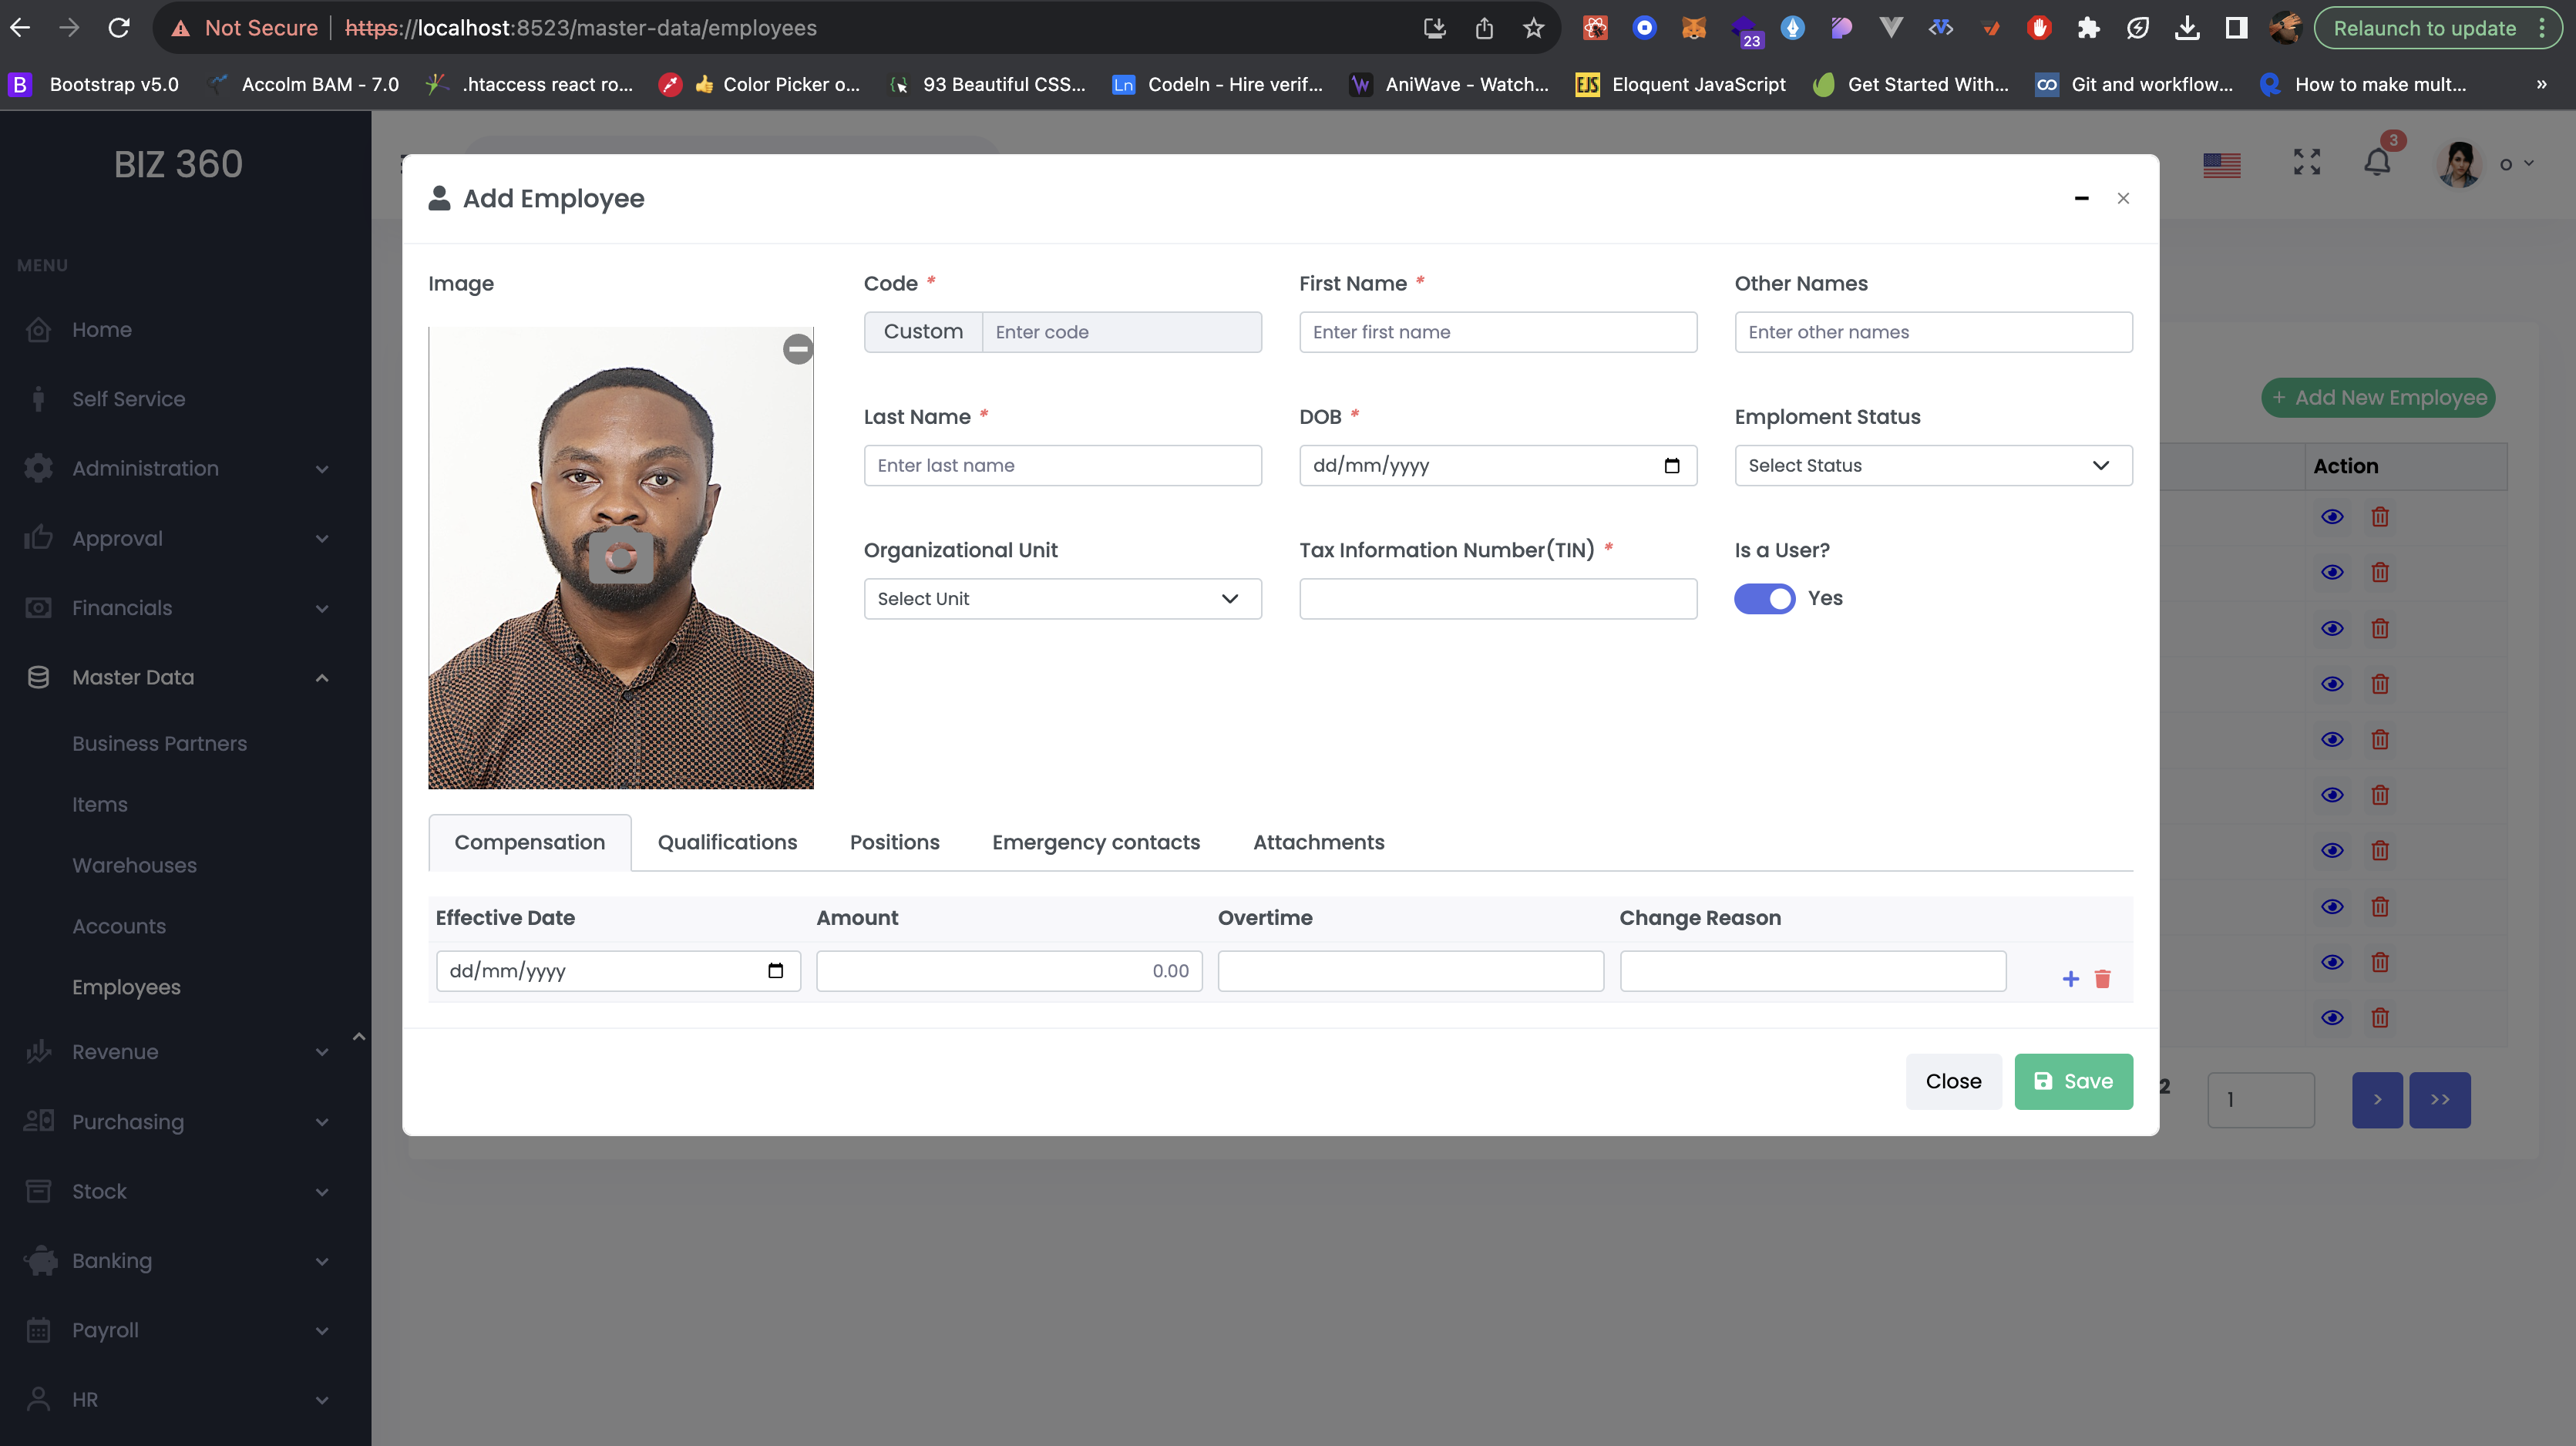 Not Secure https://localhost:8523/master-data/employees
23
Relaunch to update
B Bootstrap v5.0 Accolm BAM - 7.0 .htaccess react ro... Color Picker o... 93 Beautiful CSS... Ln CodeIn - Hire verif... AniWave - Watch... EJS Eloquent JavaScript Get Started With... Git and workflow... How to make mult... »
BIZ 360
3
o
MENU
Home
Self Service
Administration
Approval
Financials
Master Data
Business Partners
Items
Warehouses
Accounts
Employees
Revenue
Purchasing
Stock
Banking
Payroll
HR
Add Employee
Image
Code *
Custom Enter code
First Name *
Enter first name
Other Names
Enter other names
Last Name *
Enter last name
DOB *
dd/mm/yyyy
Emploment Status
Select Status
Organizational Unit
Select Unit
Tax Information Number(TIN) *
Is a User?
Yes
Compensation Qualifications Positions Emergency contacts Attachments
Effective Date Amount Overtime Change Reason
dd/mm/yyyy 0.00
Close Save
+ Add New Employee
Action
2 1 > >>